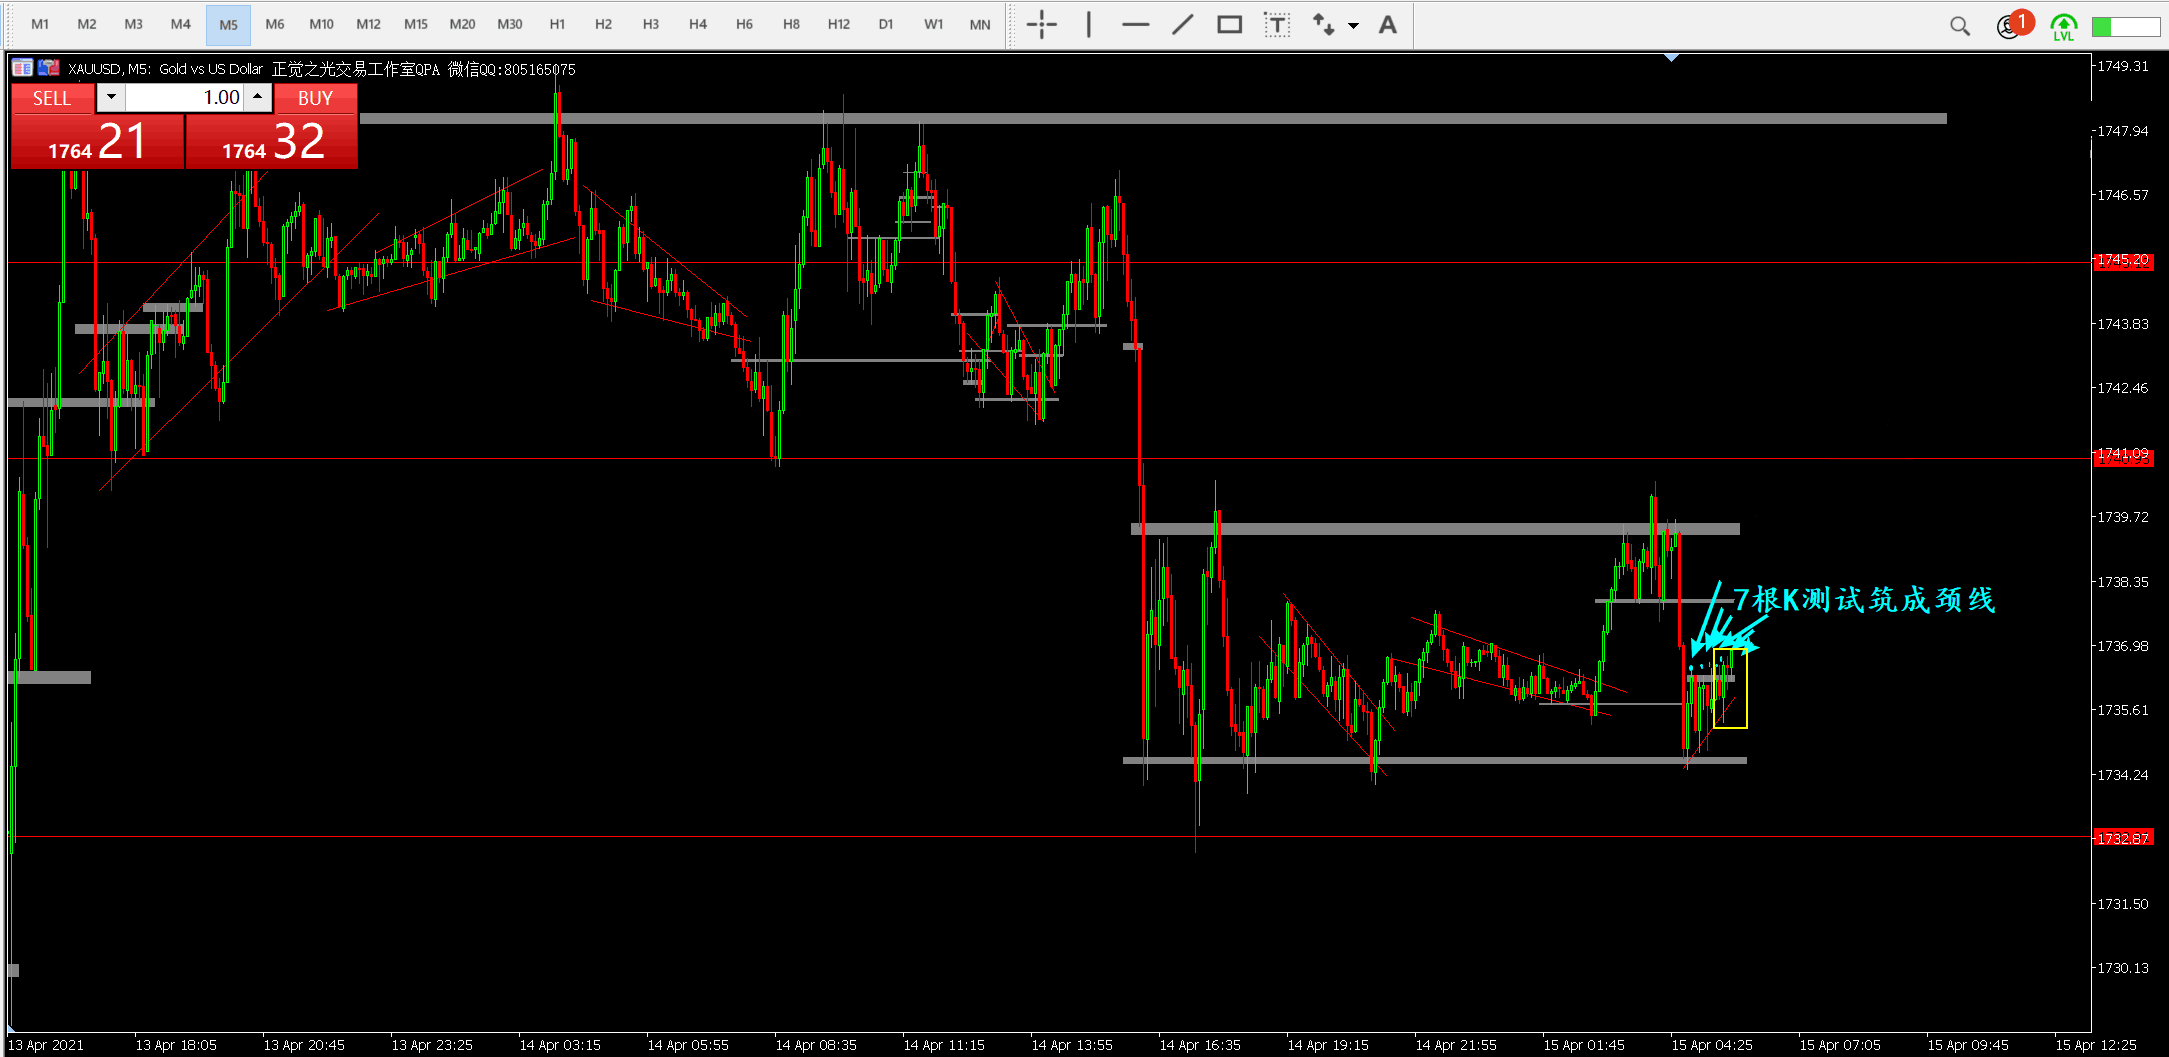 M1 M2 M3 M4 M5 M6 M10 M12 M15 M20 M30 H1 H2 H3 H4 H6 H8 H12 D1 W1 MN T A 1 LVL
XAUUSD, M5: Gold vs US Dollar 正觉之光交易工作室QPA 微信QQ:805165075
SELL 1.00 BUY
1764 21 1764 32
1749.31
1747.94
1746.57
1745.20
1743.83
1742.46
1741.09
1739.72
1738.35
7根K测试筑成颈线
1736.98
1735.61
1734.24
1732.87
1731.50
1730.13
13 Apr 2021 13 Apr 18:05 13 Apr 20:45 13 Apr 23:25 14 Apr 03:15 14 Apr 05:55 14 Apr 08:35 14 Apr 11:15 14 Apr 13:55 14 Apr 16:35 14 Apr 19:15 14 Apr 21:55 15 Apr 01:45 15 Apr 04:25 15 Apr 07:05 15 Apr 09:45 15 Apr 12:25